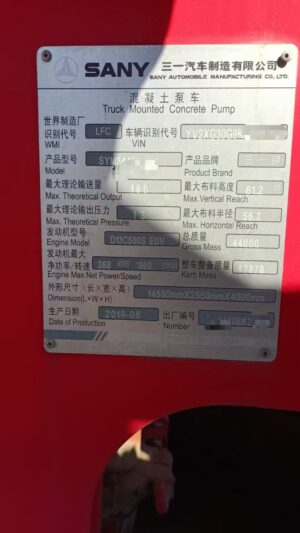 SANY 三一汽车制造有限公司
SANY AUTOMOBILE MANUFACTURING CO.,LTD.
混凝土泵车
Truck Mounted Concrete Pump
世界制造厂
识别代号 LFC 车辆识别代号 YV2XG30G9K
WMI VIN
产品型号 产品品牌
Model Product Brand
最大理论输送量 180 最大布料高度 61.2
Max. Theoretical Output Max.Vertical Reach
最大理论出压力 最大布料半径 56.2
Max. Theoretical Pressure Max. Horizontal Reach
发动机型号 D13C500S EUV 总质量 44000
Engine Model Gross Mass
发动机最大
净功率/转速 368 kW 1800 整车整备质量 43870
Engine Max.Net Power/Speed Kerb Mass
外形尺寸(长×宽×高) 14580mmX2550mmX4000mm
Dimension(L×W×H)
生产日期 2019-06 出厂编号
Date of Production Number